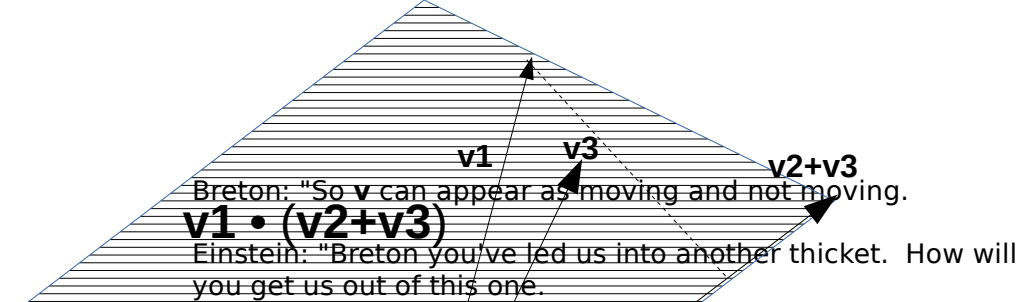 v1
v3
v2+v3
Breton: "So v can appear as moving and not moving.
v1 • (v2+v3)
Einstein: "Breton you've led us into another thicket.  How will
you get us out of this one.